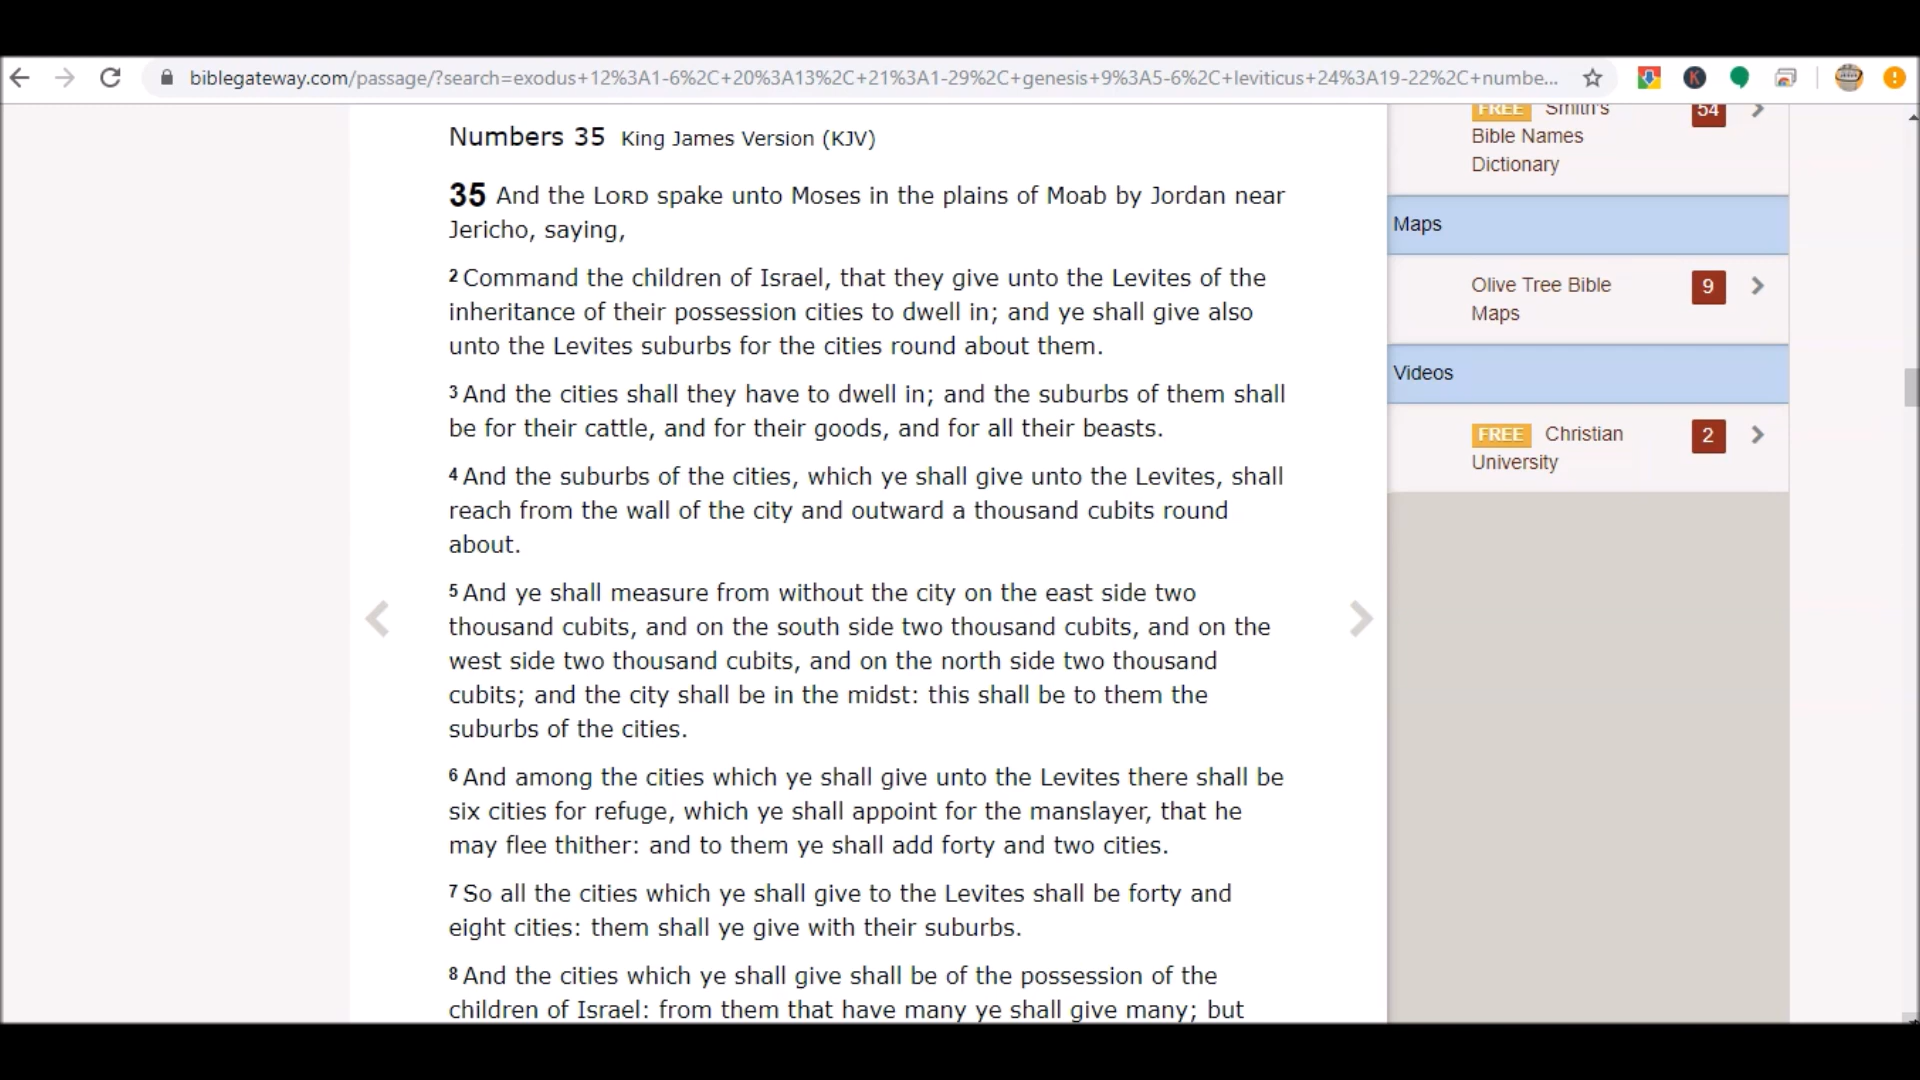 biblegateway.com/passage/?search=exodus+12%3A1-6%2C+20%3A13%2C+21%3A1-29%2C+genesis+9%3A5-6%2C+leviticus+24%3A19-22%2C+numbe...
Numbers 35 King James Version (KJV)
35 And the LORD spake unto Moses in the plains of Moab by Jordan near
Jericho, saying,
2 Command the children of Israel, that they give unto the Levites of the
inheritance of their possession cities to dwell in; and ye shall give also
unto the Levites suburbs for the cities round about them.
3 And the cities shall they have to dwell in; and the suburbs of them shall
be for their cattle, and for their goods, and for all their beasts.
4 And the suburbs of the cities, which ye shall give unto the Levites, shall
reach from the wall of the city and outward a thousand cubits round
about.
5 And ye shall measure from without the city on the east side two
thousand cubits, and on the south side two thousand cubits, and on the
west side two thousand cubits, and on the north side two thousand
cubits; and the city shall be in the midst: this shall be to them the
suburbs of the cities.
6 And among the cities which ye shall give unto the Levites there shall be
six cities for refuge, which ye shall appoint for the manslayer, that he
may flee thither: and to them ye shall add forty and two cities.
7 So all the cities which ye shall give to the Levites shall be forty and
eight cities: them shall ye give with their suburbs.
8 And the cities which ye shall give shall be of the possession of the
children of Israel: from them that have many ye shall give many; but
FREE Smith's 54
Bible Names
Dictionary
Maps
Olive Tree Bible 9
Maps
Videos
FREE Christian 2
University